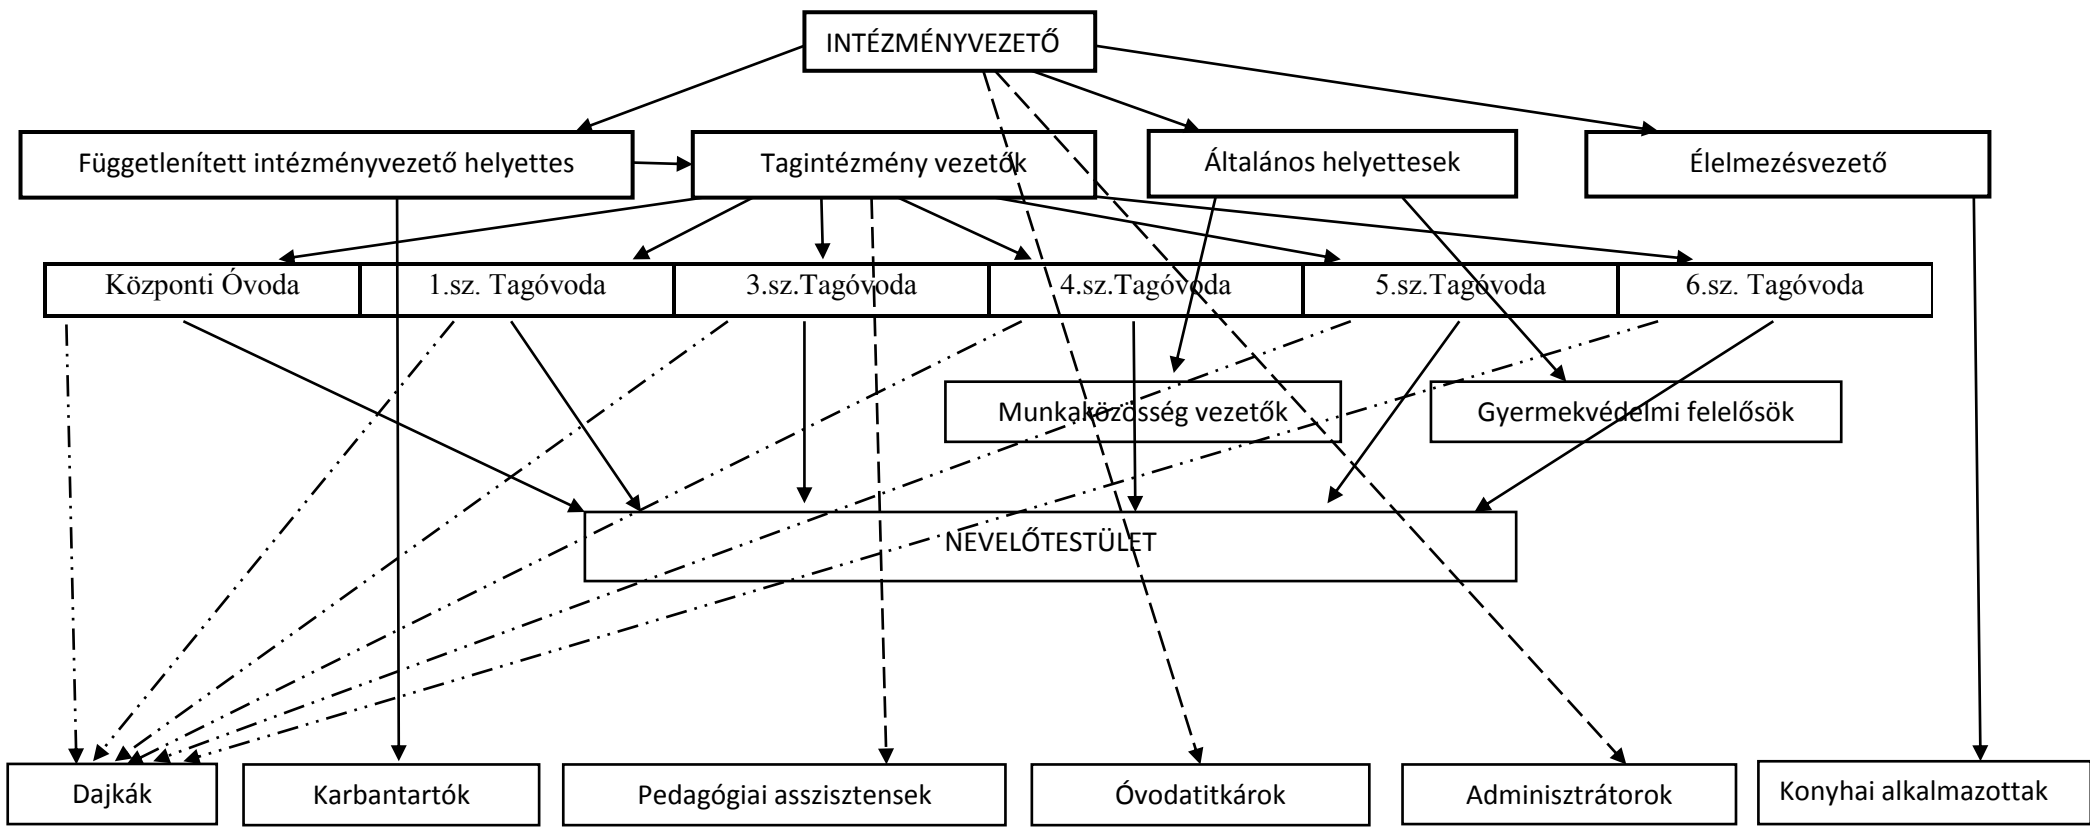 INTÉZMÉNYVEZETŐ
Függetlenített intézményvezető helyettes
Tagintézmény vezetők
Általános helyettesek
Élelmezésvezető
Központi Óvoda
1.sz. Tagóvoda
3.sz.Tagóvoda
4.sz.Tagóvoda
5.sz.Tagóvoda
6.sz. Tagóvoda
Munkaközösség vezetők
Gyermekvédelmi felelősök
NEVELŐTESTÜLET
Dajkák
Karbantartók
Pedagógiai asszisztensek
Óvodatitkárok
Adminisztrátorok
Konyhai alkalmazottak